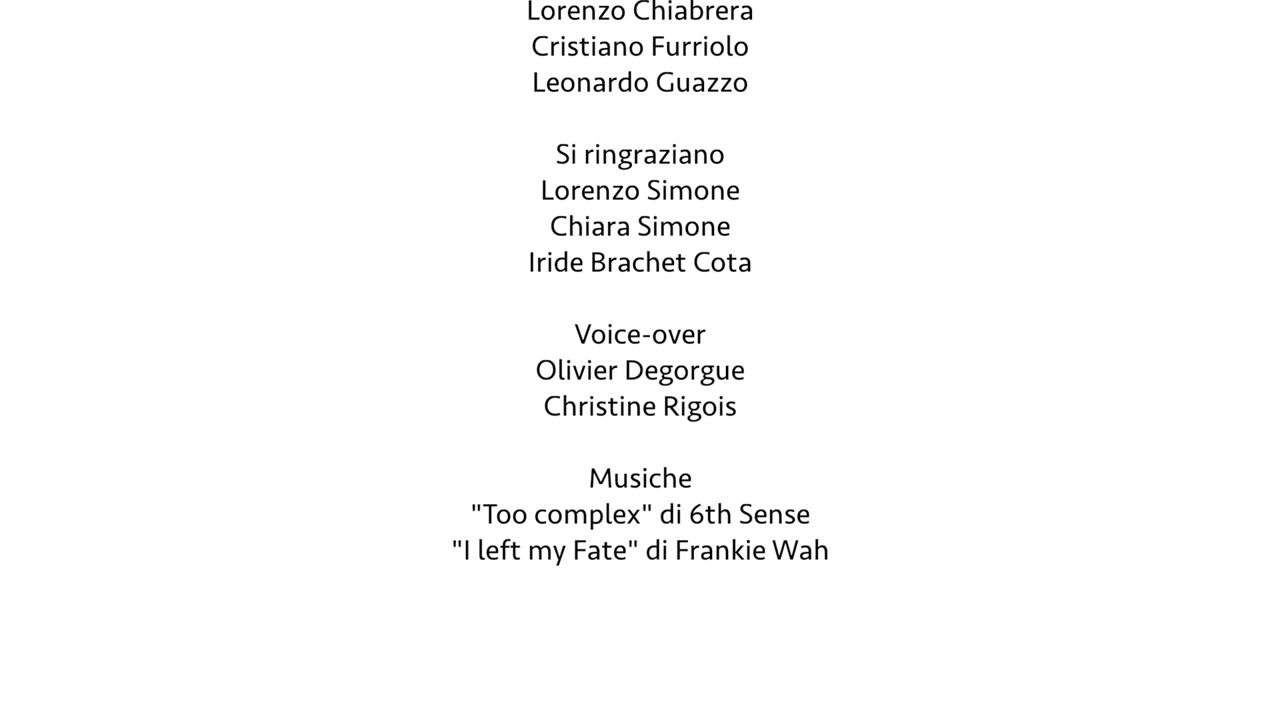 Lorenzo Chiabrera
Cristiano Furriolo
Leonardo Guazzo
Si ringraziano
Lorenzo Simone
Chiara Simone
Iride Brachet Cota
Voice-over
Olivier Degorgue
Christine Rigois
Musiche
"Too complex" di 6th Sense
"I left my Fate" di Frankie Wah